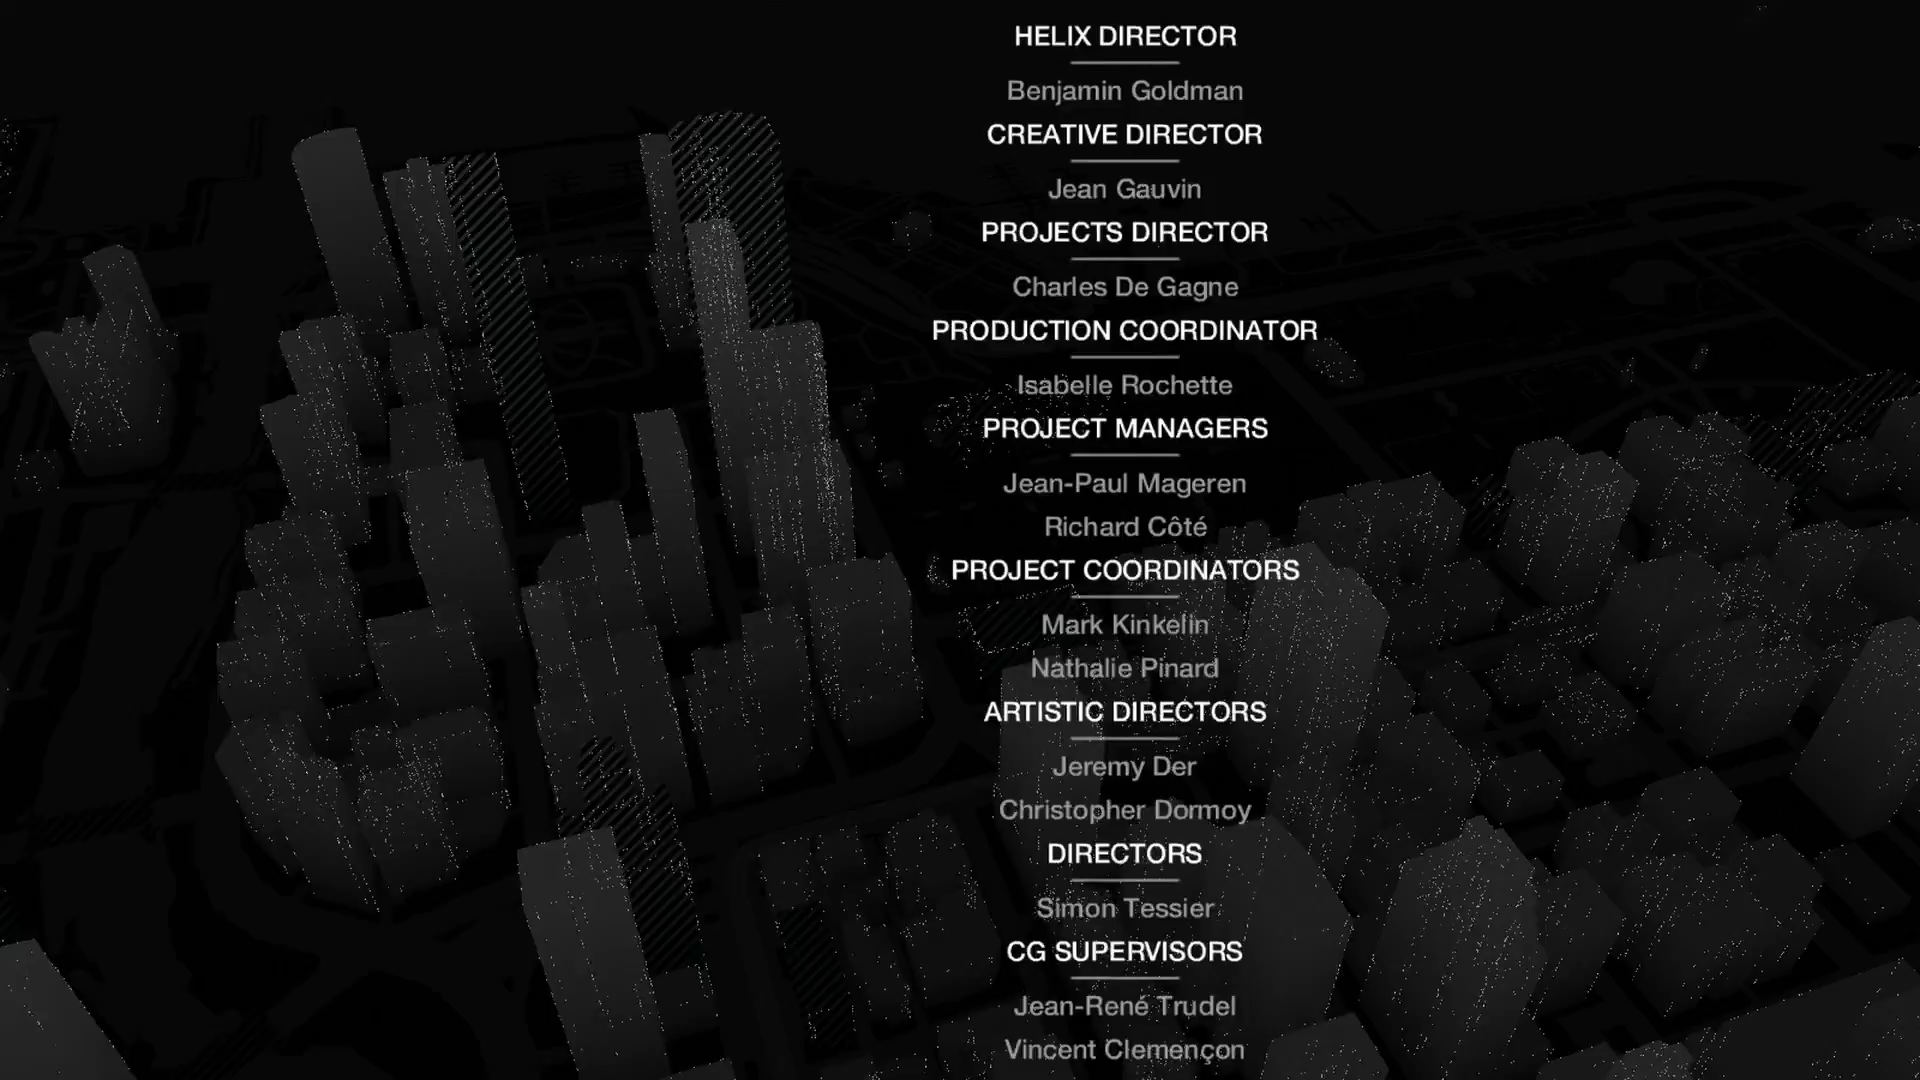 HELIX DIRECTOR
Benjamin Goldman
CREATIVE DIRECTOR
Jean Gauvin
PROJECTS DIRECTOR
Charles De Gagne
PRODUCTION COORDINATOR
Isabelle Rochette
PROJECT MANAGERS
Jean-Paul Mageren
Richard Côté
PROJECT COORDINATORS
Mark Kinkelin
Nathalie Pinard
ARTISTIC DIRECTORS
Jeremy Der
Christopher Dormoy
DIRECTORS
Simon Tessier
CG SUPERVISORS
Jean-René Trudel
Vincent Clemençon